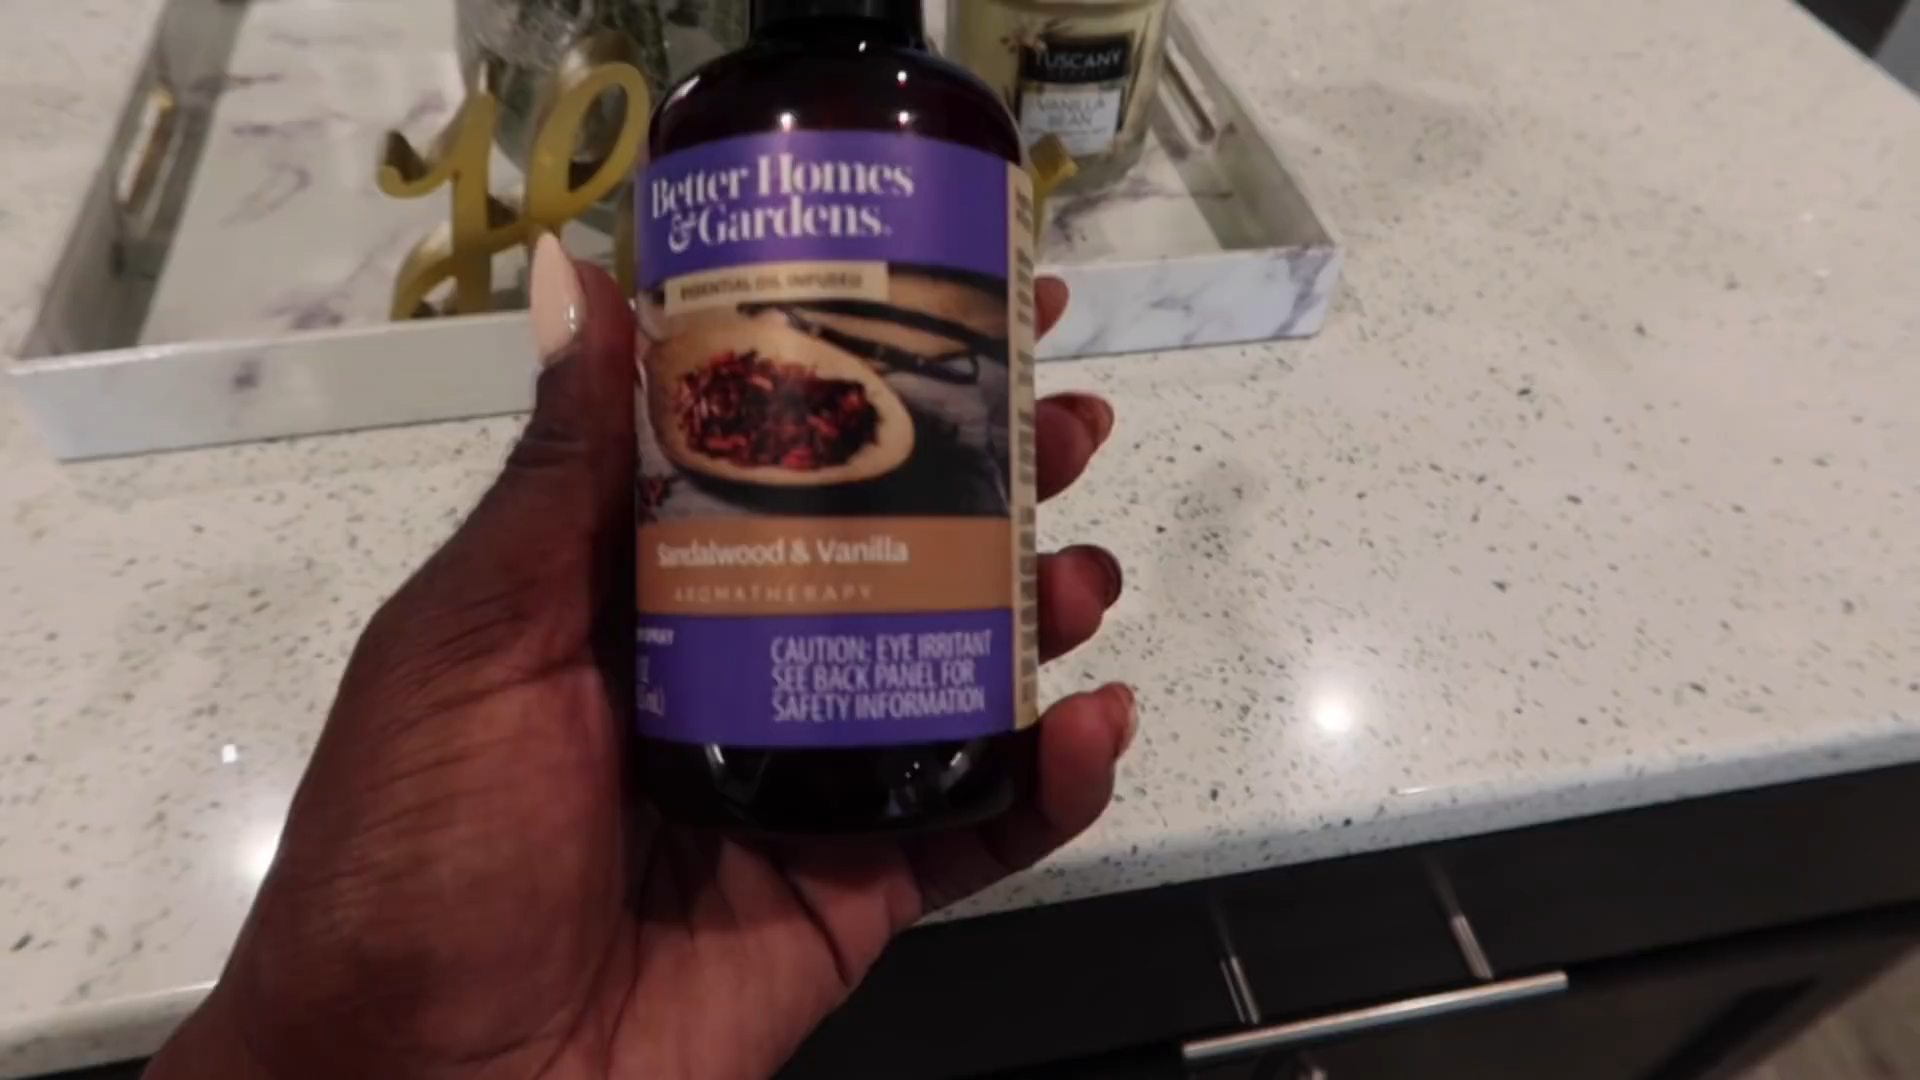 TUSCANY
VANILLA
BEAN
Better Homes
& Gardens
ESSENTIAL OIL INFUSED
Sandalwood & Vanilla
AROMATHERAPY
CAUTION: EYE IRRITANT
SEE BACK PANEL FOR
SAFETY INFORMATION